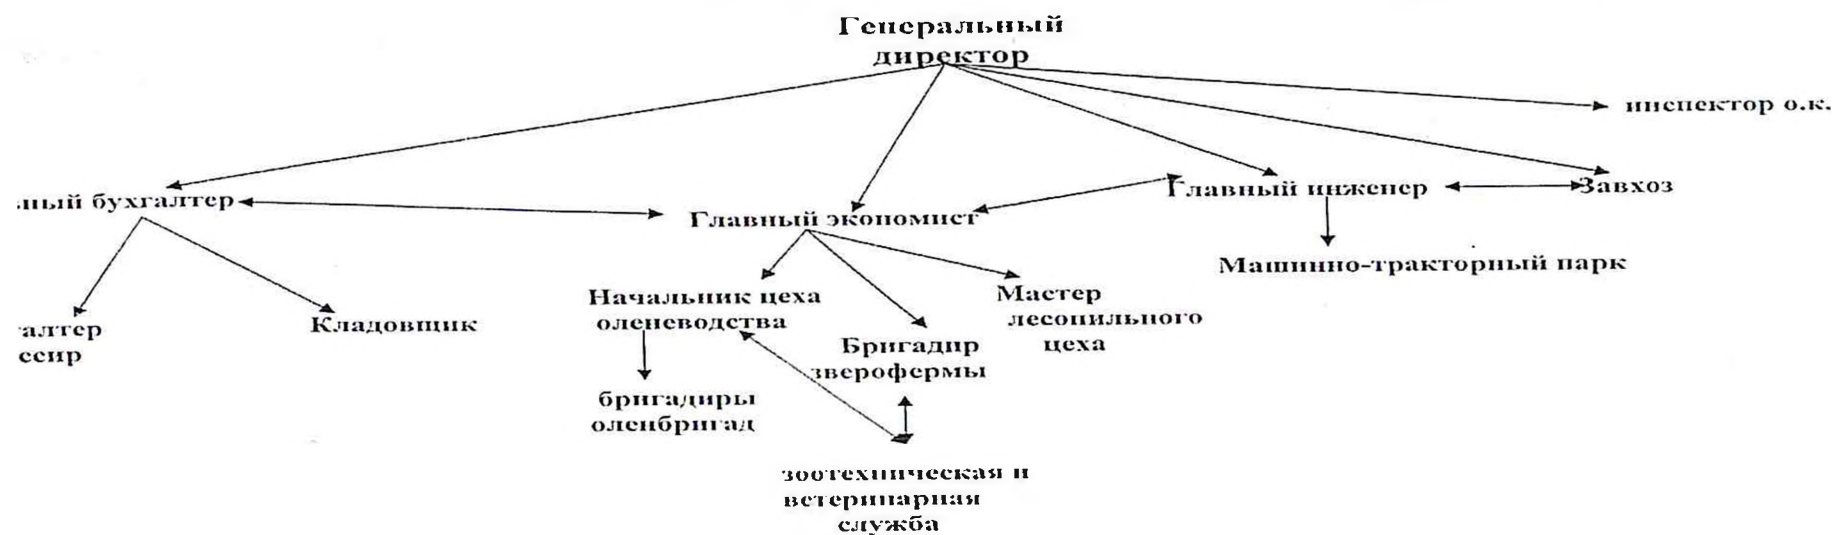 Генеральный
директор
инспектор о.к.
ный бухгалтер
Главный экономист
Главный инженер
Завхоз
Машинно-тракторный парк
алтер
ссир
Кладовщик
Начальник цеха
оленеводства
Мастер
лесопильного
цеха
Бригадир
зверофермы
бригадиры
оленбригад
зоотехническая и
ветеринарная
служба